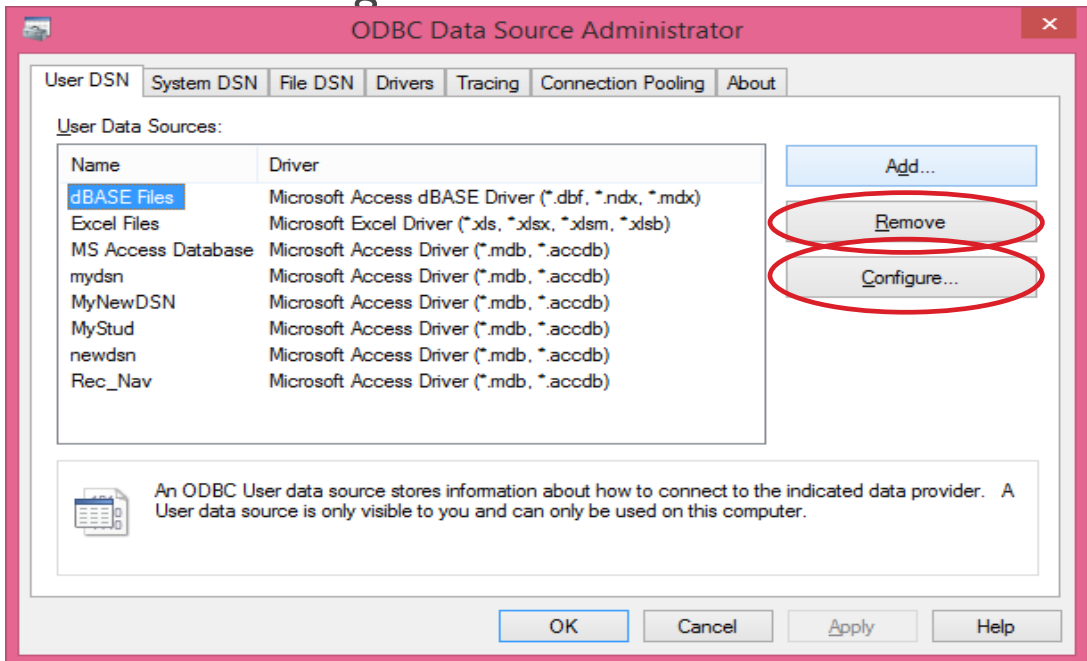 ODBC Data Source Administrator
User DSN System DSN File DSN Drivers Tracing Connection Pooling About
User Data Sources:
Name Driver
dBASE Files Microsoft Access dBASE Driver (*.dbf, *.ndx, *.mdx)
Excel Files Microsoft Excel Driver (*.xls, *.xlsx, *.xlsm, *.xlsb)
MS Access Database Microsoft Access Driver (*.mdb, *.accdb)
mydsn Microsoft Access Driver (*.mdb, *.accdb)
MyNewDSN Microsoft Access Driver (*.mdb, *.accdb)
MyStud Microsoft Access Driver (*.mdb, *.accdb)
newdsn Microsoft Access Driver (*.mdb, *.accdb)
Rec_Nav Microsoft Access Driver (*.mdb, *.accdb)
Add...
Remove
Configure...
An ODBC User data source stores information about how to connect to the indicated data provider. A
User data source is only visible to you and can only be used on this computer.
OK Cancel Apply Help